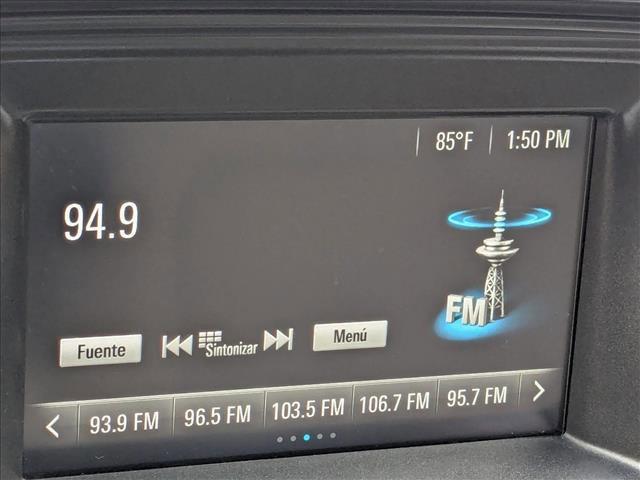 85°F 1:50 PM
94.9
FM
Fuente Sintonizar Menú
93.9 FM 96.5 FM 103.5 FM 106.7 FM 95.7 FM